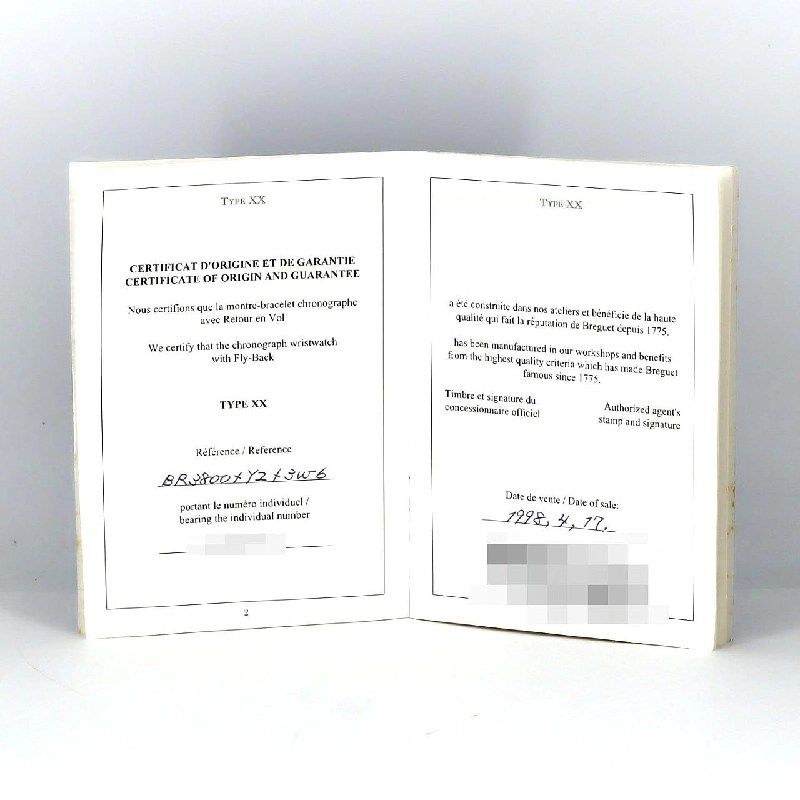 TYPE XX
CERTIFICAT D'ORIGINE ET DE GARANTIE
CERTIFICATE OF ORIGIN AND GUARANTEE
Nous certifions que la montre-bracelet chronographe
avec Retour en Vol
We certify that the chronograph wristwatch
with Fly-Back
TYPE XX
Référence / Reference
BR3800+Y2+3W6
portant le numéro individuel /
bearing the individual number
2
TYPE XX
a été construite dans nos ateliers et bénéficie de la haute
qualité qui fait la réputation de Breguet depuis 1775.
has been manufactured in our workshops and benefits
from the highest quality criteria which has made Breguet
famous since 1775.
Timbre et signature du
concessionnaire officiel
Authorized agent's
stamp and signature
Date de vente / Date of sale:
1998.4.17.